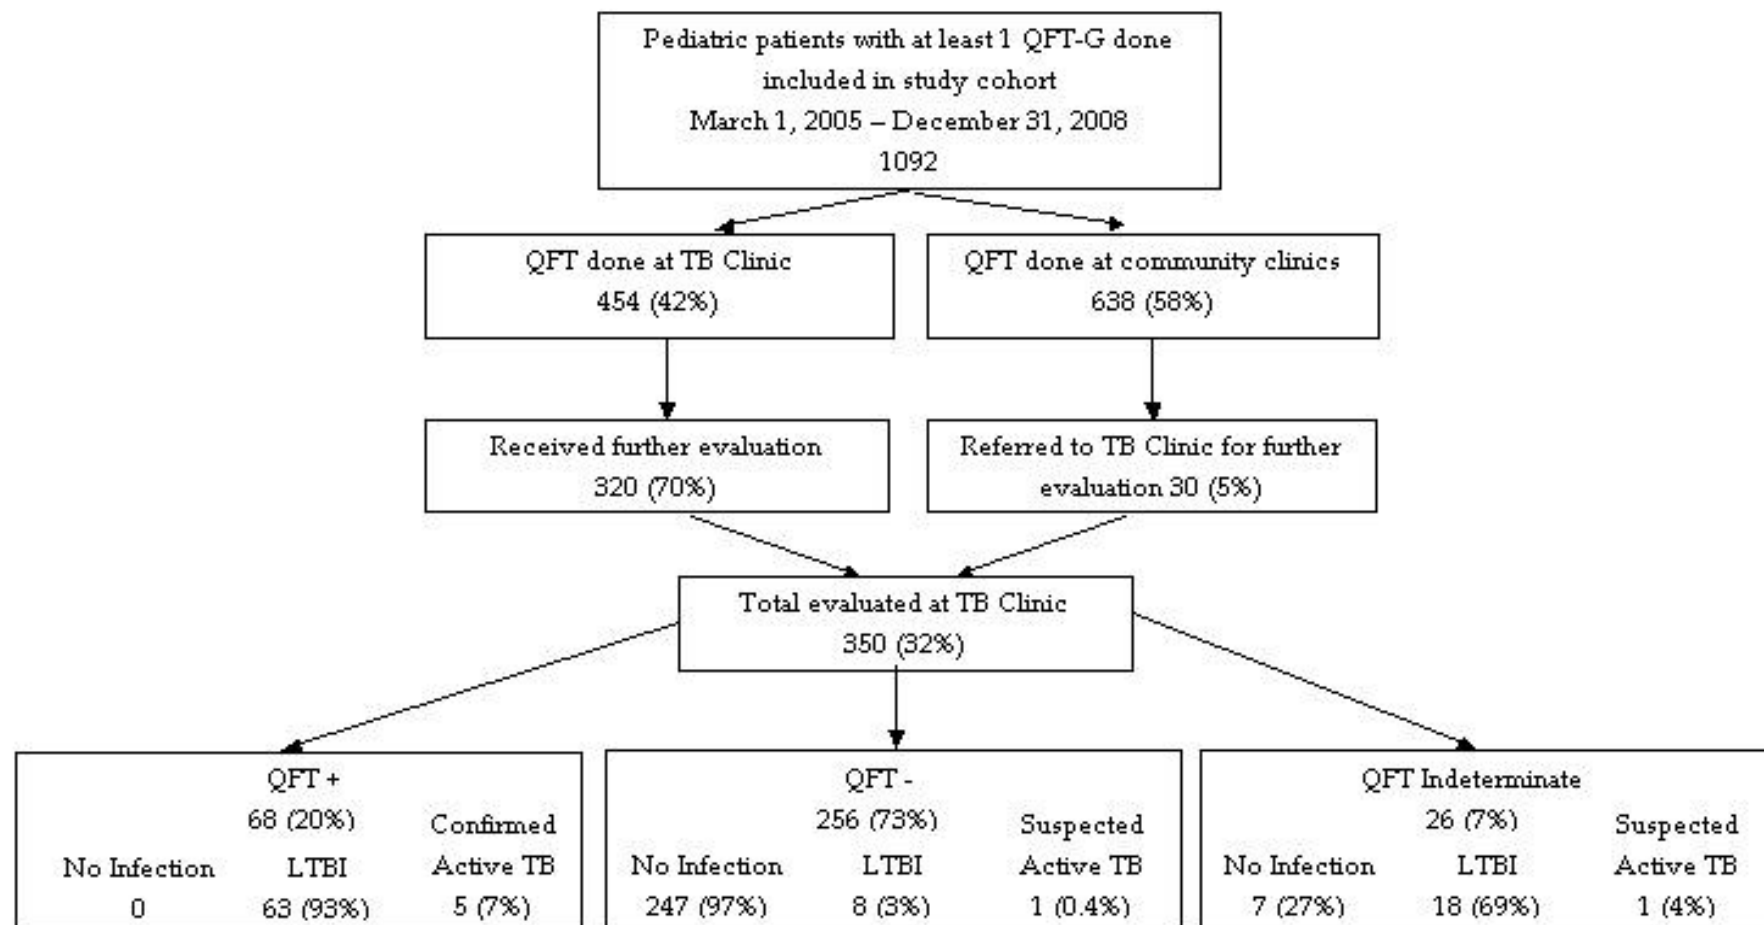 Pediatric patients with at least 1 QFT-G done
included in study cohort
March 1, 2005 – December 31, 2008
1092
QFT done at TB Clinic
454 (42%)
QFT done at community clinics
638 (58%)
Received further evaluation
320 (70%)
Referred to TB Clinic for further
evaluation 30 (5%)
Total evaluated at TB Clinic
350 (32%)
QFT +
68 (20%) Confirmed
No Infection LTBI Active TB
0 63 (93%) 5 (7%)
QFT -
256 (73%) Suspected
No Infection LTBI Active TB
247 (97%) 8 (3%) 1 (0.4%)
QFT Indeterminate
26 (7%) Suspected
No Infection LTBI Active TB
7 (27%) 18 (69%) 1 (4%)